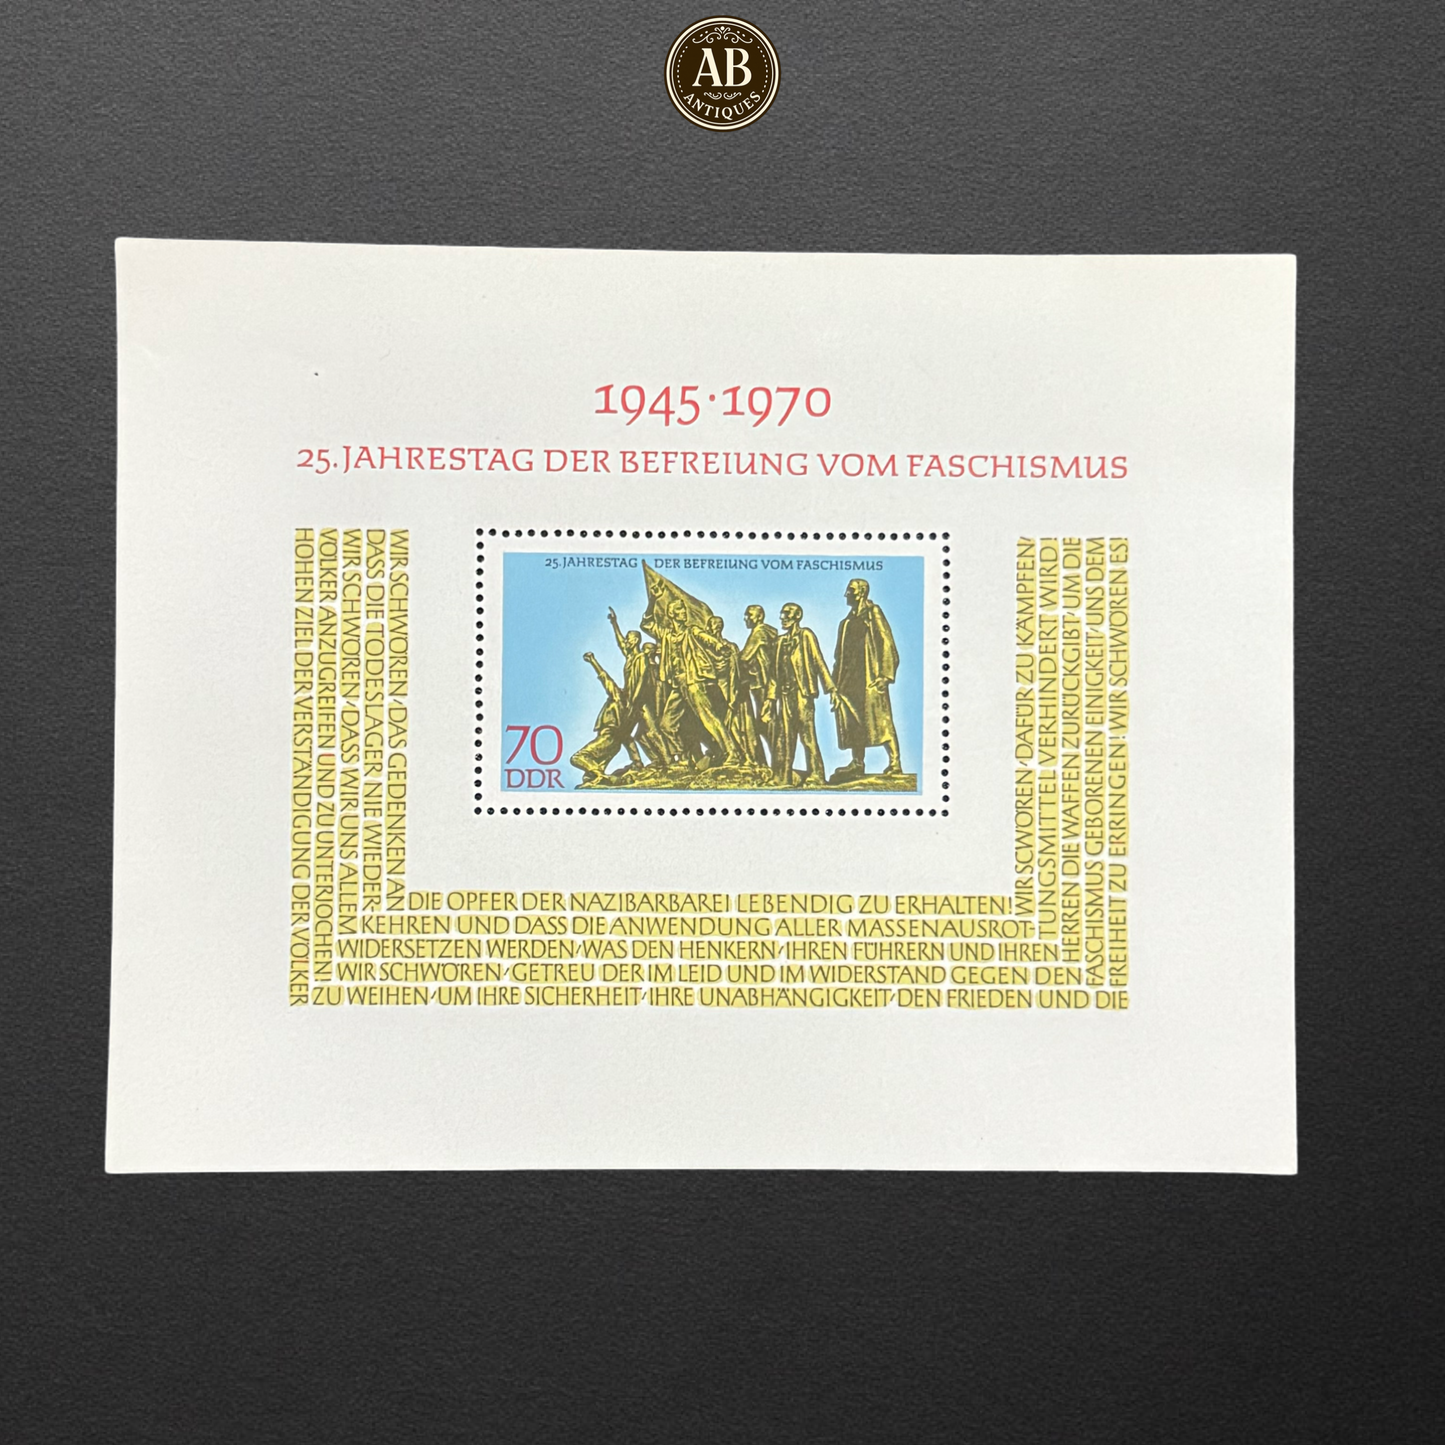 AB
ANTIQUES
1945·1970
25. JAHRESTAG DER BEFREIUNG VOM FASCHISMUS
25. JAHRESTAG DER BEFREIUNG VOM FASCHISMUS
70
DDR
WIR SCHWÖREN, DAS GEDENKEN AN
DIE OPFER DER NAZIBARBAREI LEBENDIG ZU ERHALTEN!
WIR SCWÖREN, DAFÜR ZU KÄMPFEN,
DASS DIE TODESLAGER NIE WIEDER-
KEHREN UND DASS DIE ANWENDUNG ALLER MASSENAUSROT-
TUNGSMITTEL VERHINDERT WIRD!
WIR SCHWÖREN, DASS WIR UNS ALLEM
WIDERSETZEN WERDEN, WAS DEN HENKERN, IHREN FÜHRERN UND IHREN
HERREN DIE WAFFEN ZURÜCKGIBT, UM DIE
VÖLKER ANZUGREIFEN UND ZU UNTERJOCHEN!
WIR SCHWÖREN, GETREU DER IM LEID UND IM WIDERSTAND GEGEN DEN
FASCHISMUS GEBORENEN EINIGKEIT, UNS DEM
HOHEN ZIEL DER VERSTÄNDIGUNG DER VÖLKER
ZU WEIHEN, UM IHRE SICHERHEIT, IHRE UNABHÄNGIGKEIT, DEN FRIEDEN UND DIE
FREIHEIT ZU ERRINGEN. WIR SCHWÖREN ES!